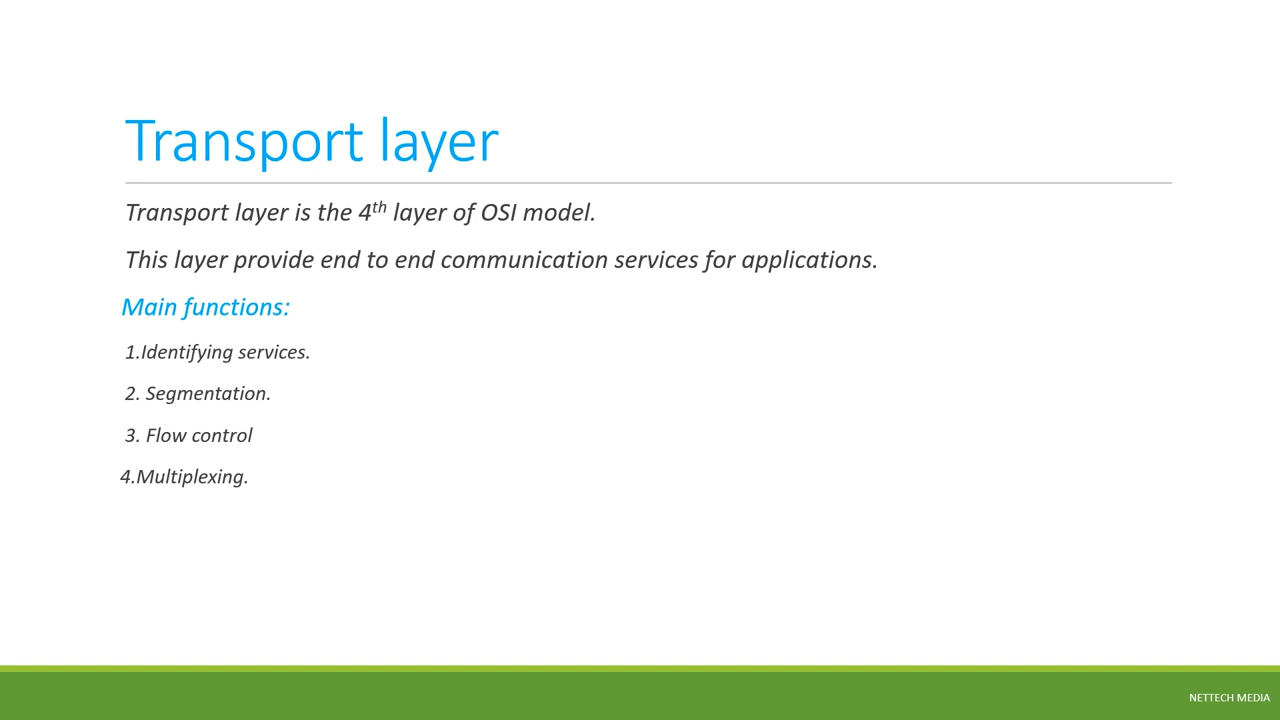 Transport layer
Transport layer is the 4th layer of OSI model.
This layer provide end to end communication services for applications.
Main functions:
1.Identifying services.
2. Segmentation.
3. Flow control
4.Multiplexing.
NETTECH MEDIA